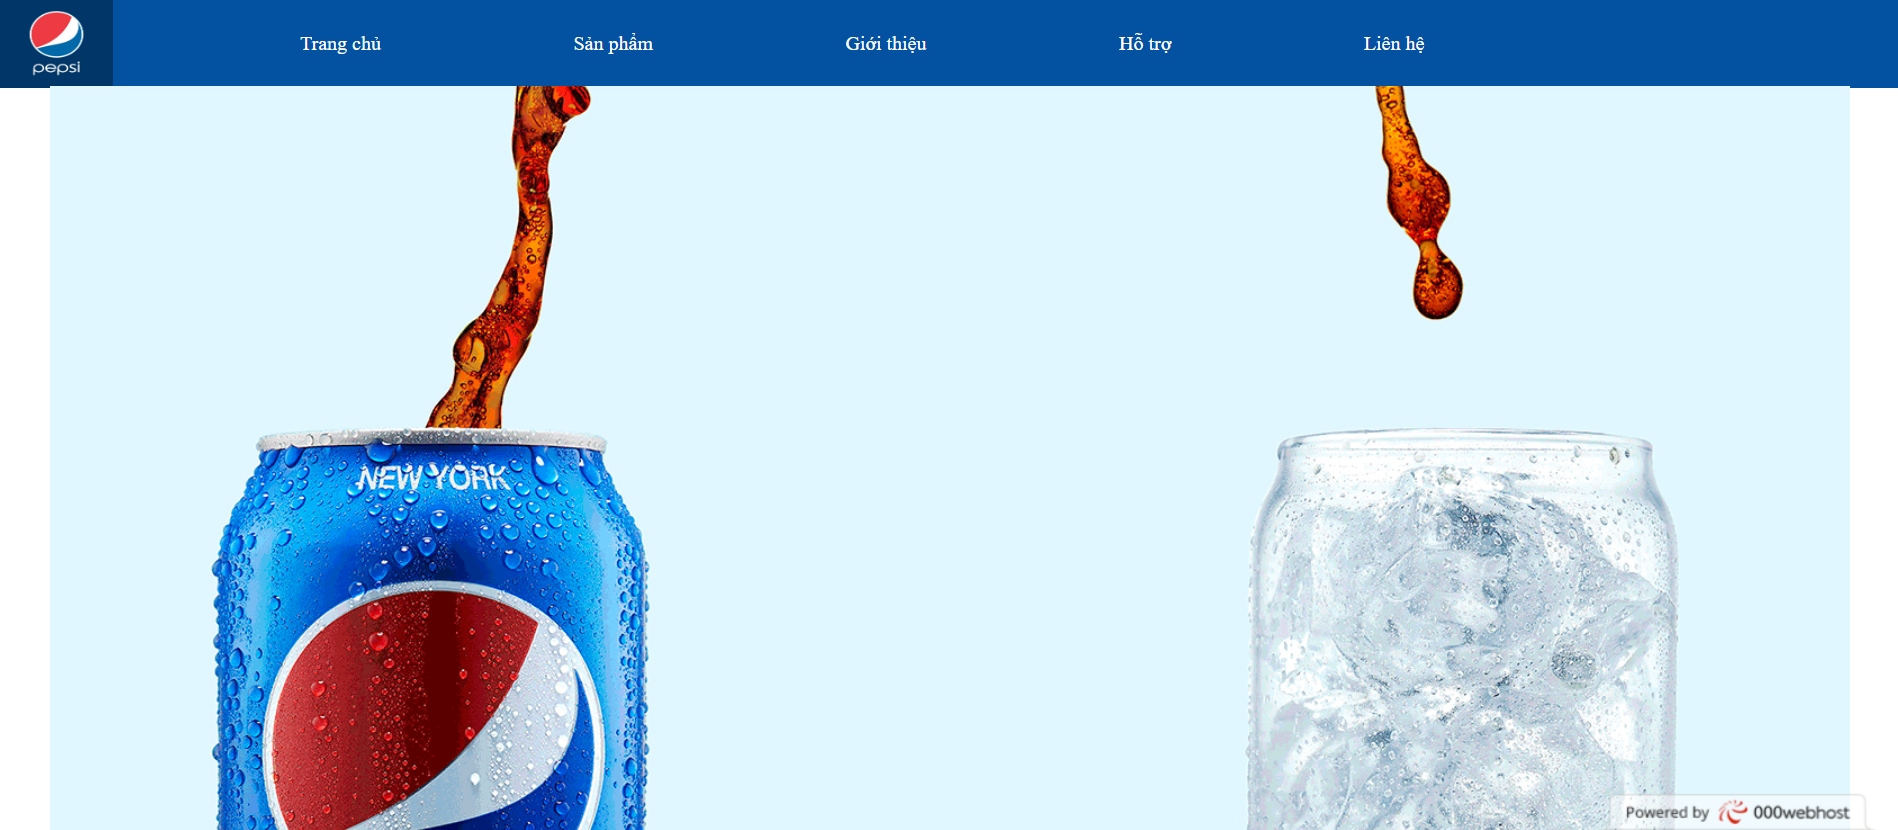 pepsi
Trang chủ
Sản phẩm
Giới thiệu
Hỗ trợ
Liên hệ
NEW YORK
Powered by 000webhost